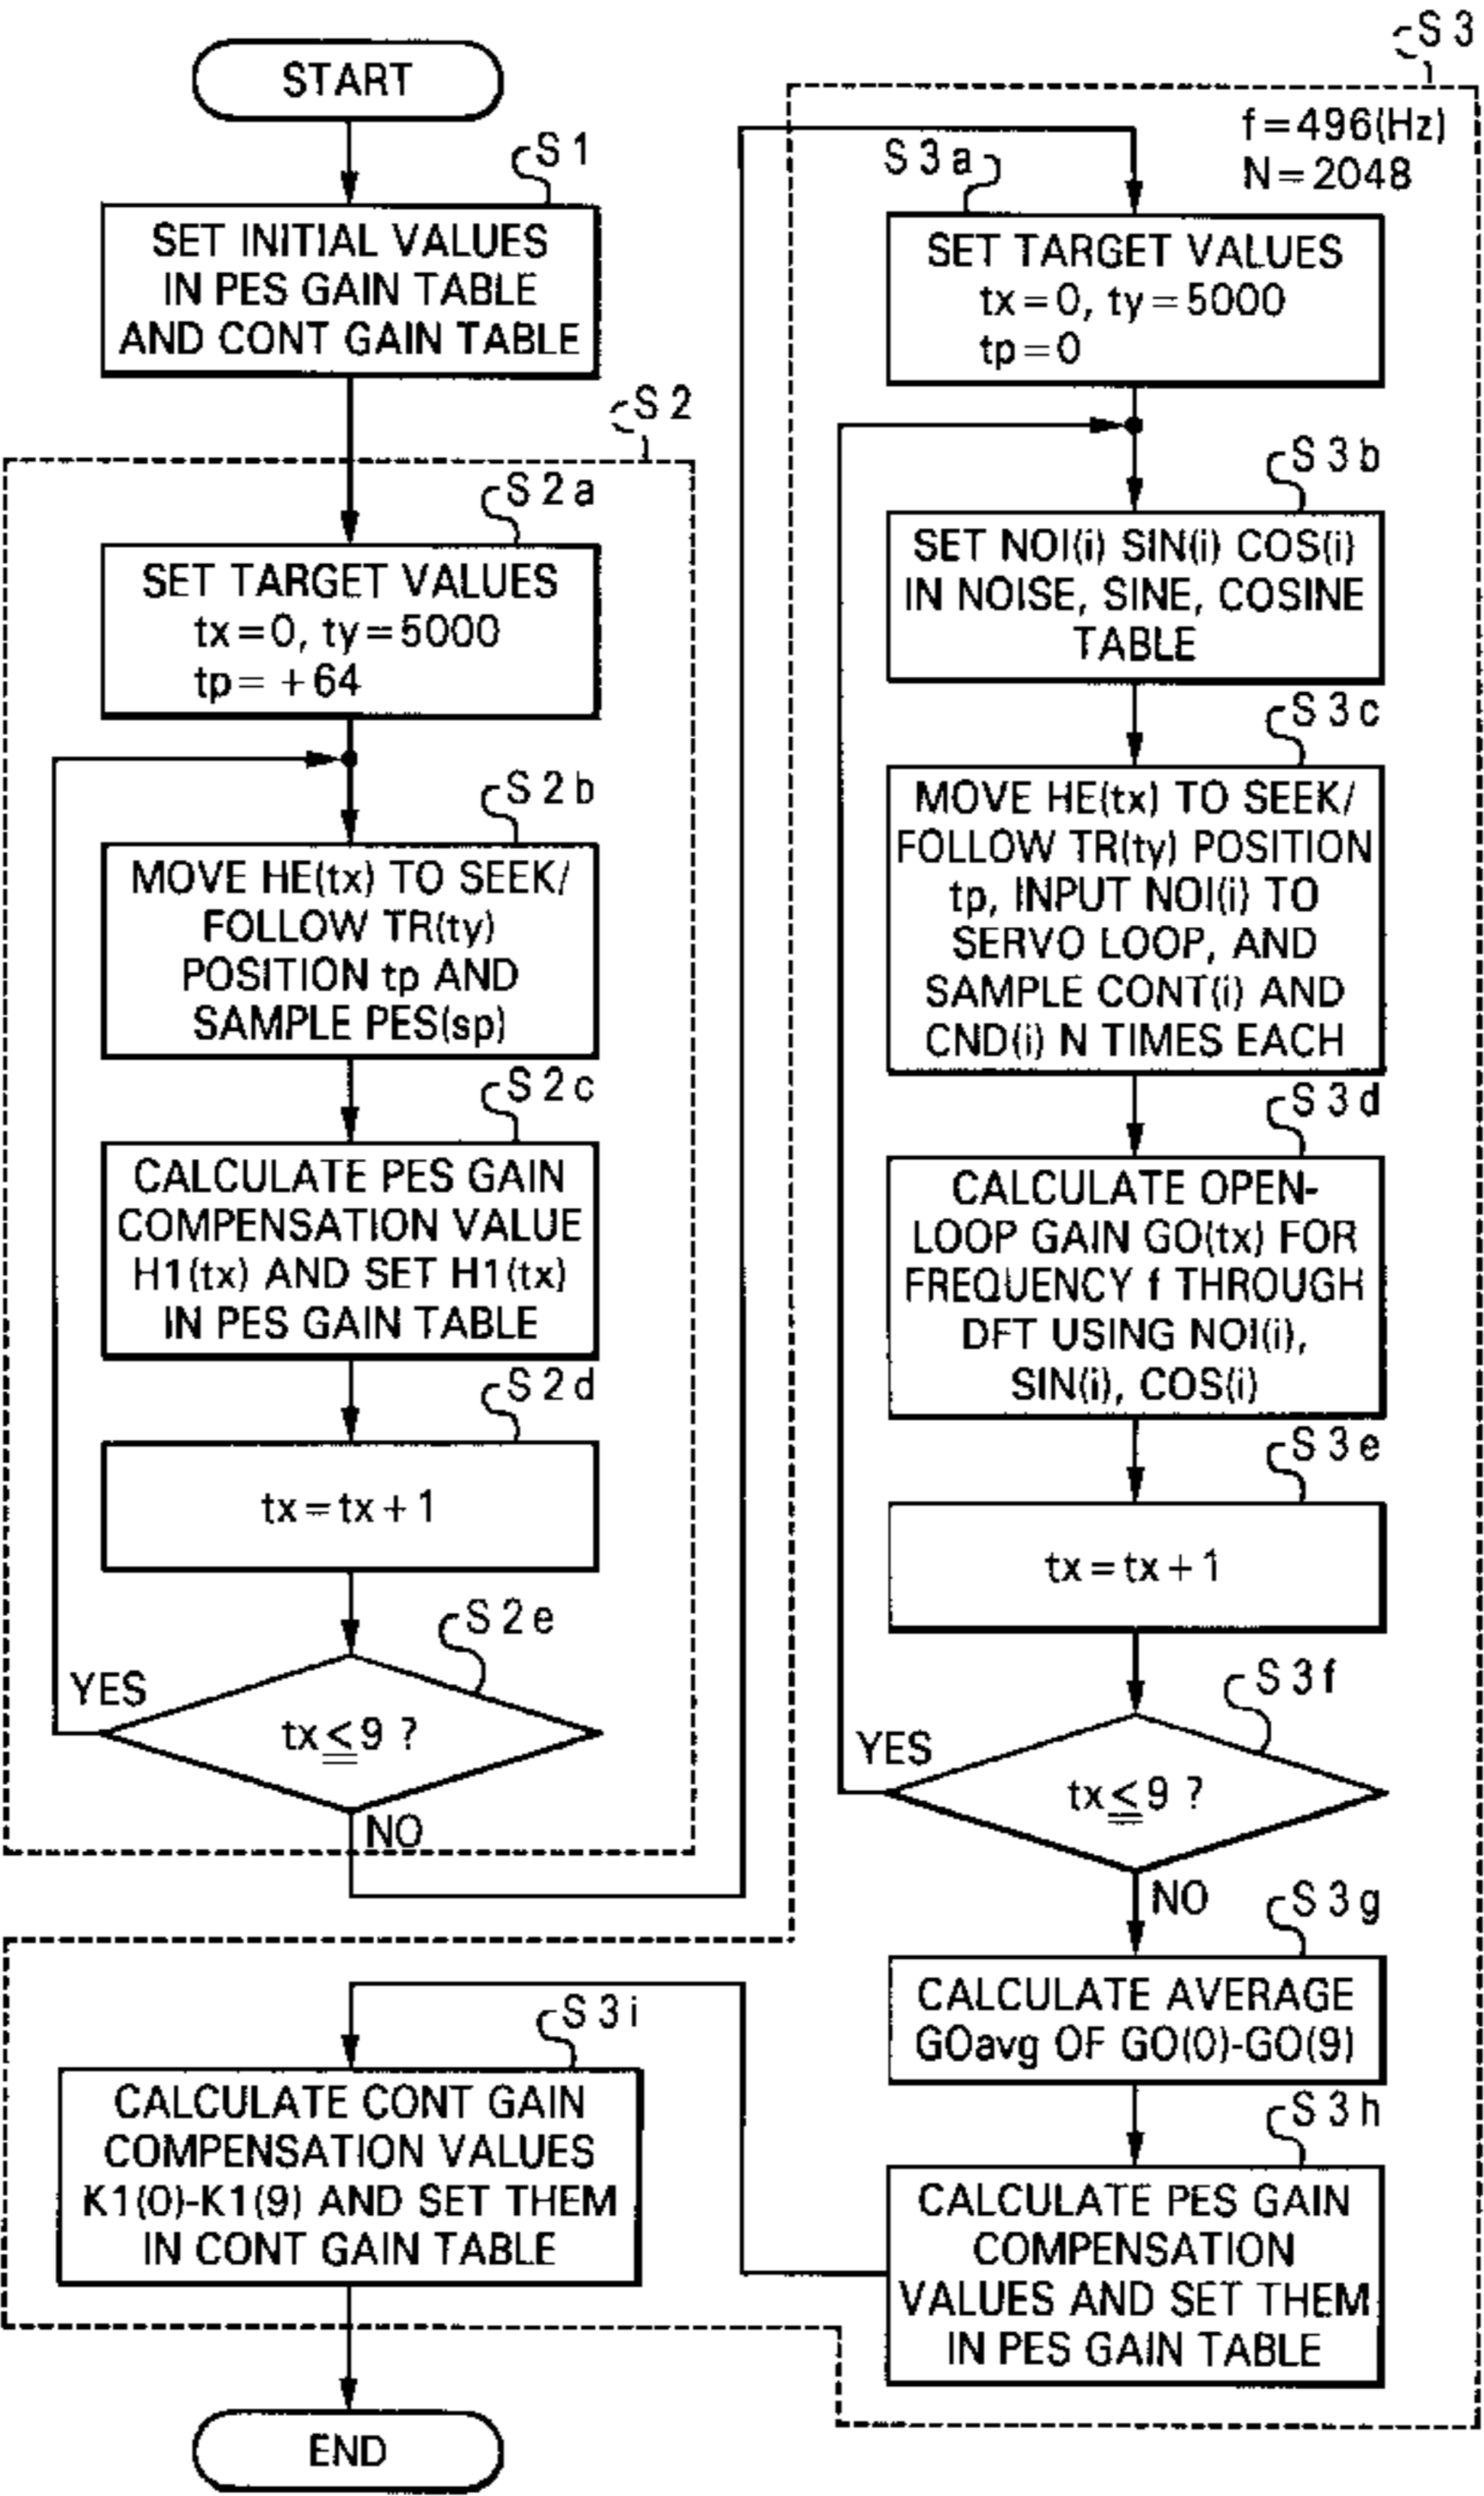 START
S1
SET INITIAL VALUES
IN PES GAIN TABLE
AND CONT GAIN TABLE
S2
S2a
SET TARGET VALUES
tx=0, ty=5000
tp=+64
S2b
MOVE HE(tx) TO SEEK/
FOLLOW TR(ty)
POSITION tp AND
SAMPLE PES(sp)
S2c
CALCULATE PES GAIN
COMPENSATION VALUE
H1(tx) AND SET H1(tx)
IN PES GAIN TABLE
S2d
tx=tx+1
S2e
YES
tx≦9 ?
NO
S3
f=496(Hz)
N=2048
S3a
SET TARGET VALUES
tx=0, ty=5000
tp=0
S3b
SET NOI(i) SIN(i) COS(i)
IN NOISE, SINE, COSINE
TABLE
S3c
MOVE HE(tx) TO SEEK/
FOLLOW TR(ty) POSITION
tp, INPUT NOI(i) TO
SERVO LOOP, AND
SAMPLE CONT(i) AND
CND(i) N TIMES EACH
S3d
CALCULATE OPEN-
LOOP GAIN GO(tx) FOR
FREQUENCY f THROUGH
DFT USING NOI(i),
SIN(i), COS(i)
S3e
tx=tx+1
S3f
YES
tx≦9 ?
NO
S3g
CALCULATE AVERAGE
GOavg OF GO(0)-GO(9)
S3h
CALCULATE PES GAIN
COMPENSATION
VALUES AND SET THEM
IN PES GAIN TABLE
S3i
CALCULATE CONT GAIN
COMPENSATION VALUES
K1(0)-K1(9) AND SET THEM
IN CONT GAIN TABLE
END